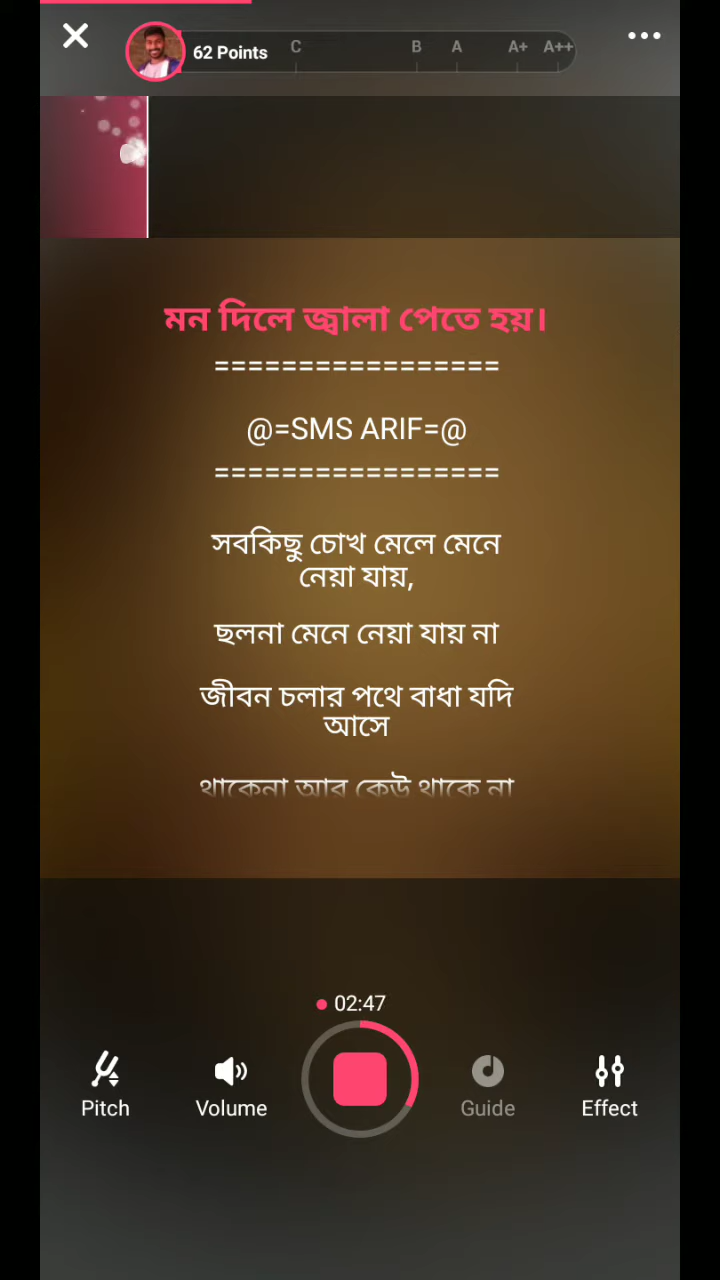 62 Points
C B A A+ A++
মন দিলে জ্বালা পেতে হয়।
=================
@=SMS ARIF=@
=================
সবকিছু চোখ মেলে মেনে
নেয়া যায়,
ছলনা মেনে নেয়া যায় না
জীবন চলার পথে বাধা যদি
আসে
থাকেনা আর কেউ থাকে না
02:47
Pitch Volume Guide Effect